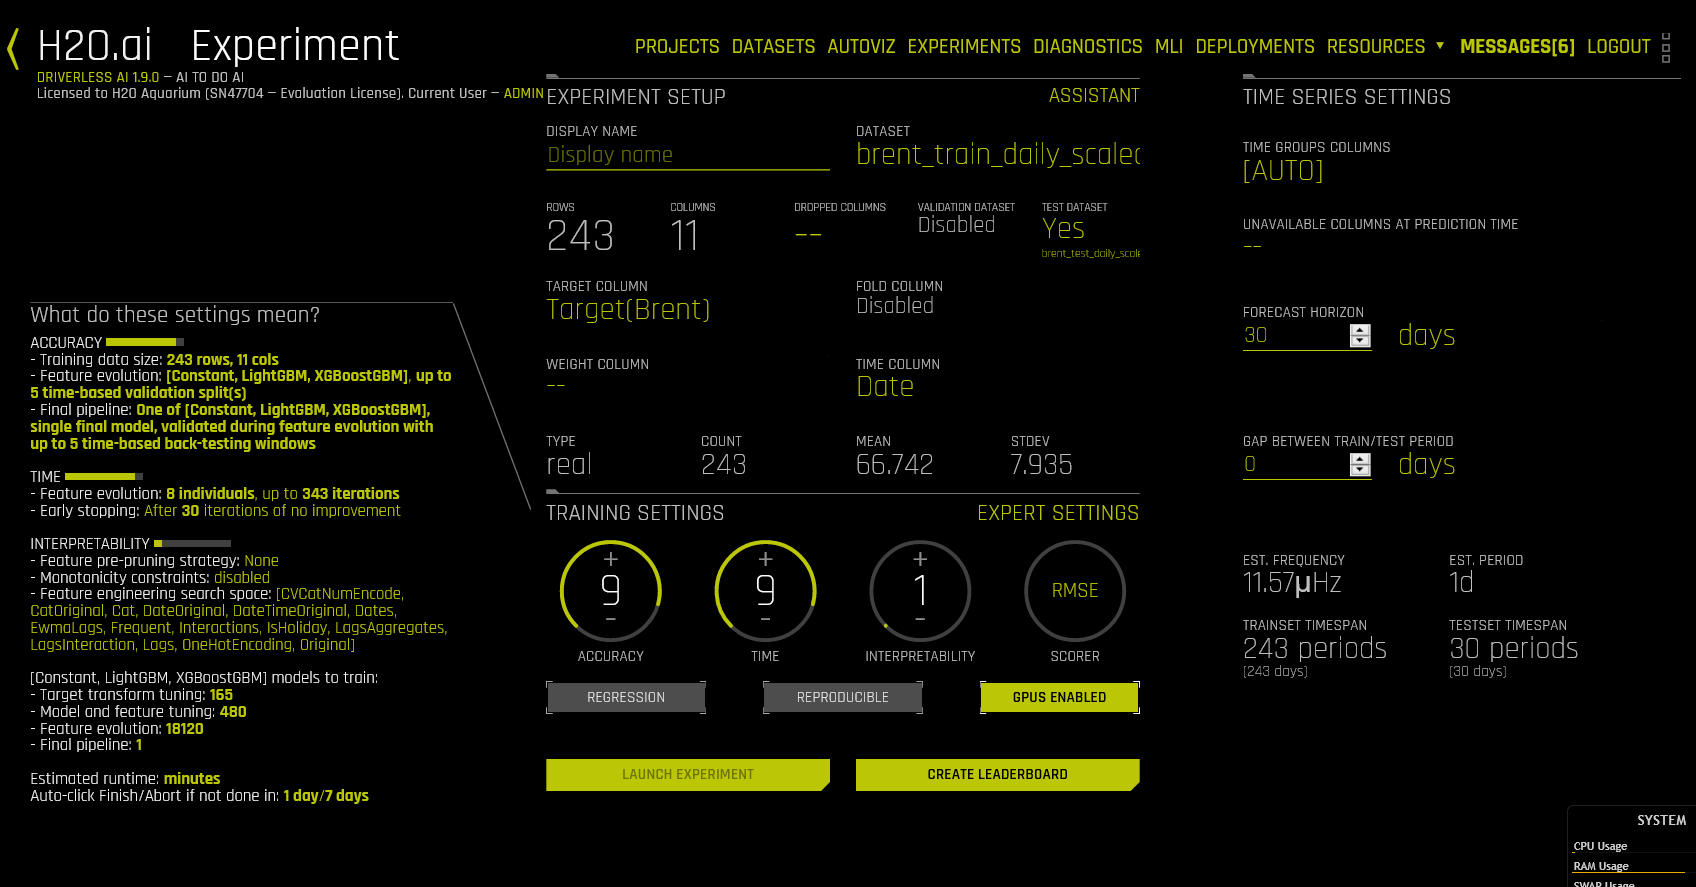 H2O.ai Experiment
PROJECTS DATASETS AUTOVIZ EXPERIMENTS DIAGNOSTICS MLI DEPLOYMENTS RESOURCES ▼ MESSAGES[6] LOGOUT
DRIVERLESS AI 1.9.0 — AI TO DO AI
Licensed to H2O Aquarium (SN47704 — Evaluation License). Current User — ADMIN
What do these settings mean?
ACCURACY
- Training data size: 243 rows, 11 cols
- Feature evolution: [Constant, LightGBM, XGBoostGBM], up to
5 time-based validation split(s)
- Final pipeline: One of [Constant, LightGBM, XGBoostGBM],
single final model, validated during feature evolution with
up to 5 time-based back-testing windows
TIME
- Feature evolution: 8 individuals, up to 343 iterations
- Early stopping: After 30 iterations of no improvement
INTERPRETABILITY
- Feature pre-pruning strategy: None
- Monotonicity constraints: disabled
- Feature engineering search space: [CVCatNumEncode,
CatOriginal, Cat, DateOriginal, DateTimeOriginal, Dates,
EwmaLags, Frequent, Interactions, IsHoliday, LagsAggregates,
LagsInteraction, Lags, OneHotEncoding, Original]
[Constant, LightGBM, XGBoostGBM] models to train:
- Target transform tuning: 165
- Model and feature tuning: 480
- Feature evolution: 18120
- Final pipeline: 1
Estimated runtime: minutes
Auto-click Finish/Abort if not done in: 1 day/7 days
EXPERIMENT SETUP ASSISTANT
DISPLAY NAME DATASET
Display name brent_train_daily_scaled
ROWS COLUMNS DROPPED COLUMNS VALIDATION DATASET TEST DATASET
243 11 -- Disabled Yes
brent_test_daily_scale
TARGET COLUMN FOLD COLUMN
Target(Brent) Disabled
WEIGHT COLUMN TIME COLUMN
-- Date
TYPE COUNT MEAN STDEV
real 243 66.742 7.935
TRAINING SETTINGS EXPERT SETTINGS
+ + +
9 9 1 RMSE
- - -
ACCURACY TIME INTERPRETABILITY SCORER
REGRESSION REPRODUCIBLE GPUS ENABLED
LAUNCH EXPERIMENT CREATE LEADERBOARD
TIME SERIES SETTINGS
TIME GROUPS COLUMNS
[AUTO]
UNAVAILABLE COLUMNS AT PREDICTION TIME
--
FORECAST HORIZON
30 days
GAP BETWEEN TRAIN/TEST PERIOD
0 days
EST. FREQUENCY EST. PERIOD
11.57µHz 1d
TRAINSET TIMESPAN TESTSET TIMESPAN
243 periods 30 periods
(243 days) (30 days)
SYSTEM
CPU Usage
RAM Usage
SWAP Usage